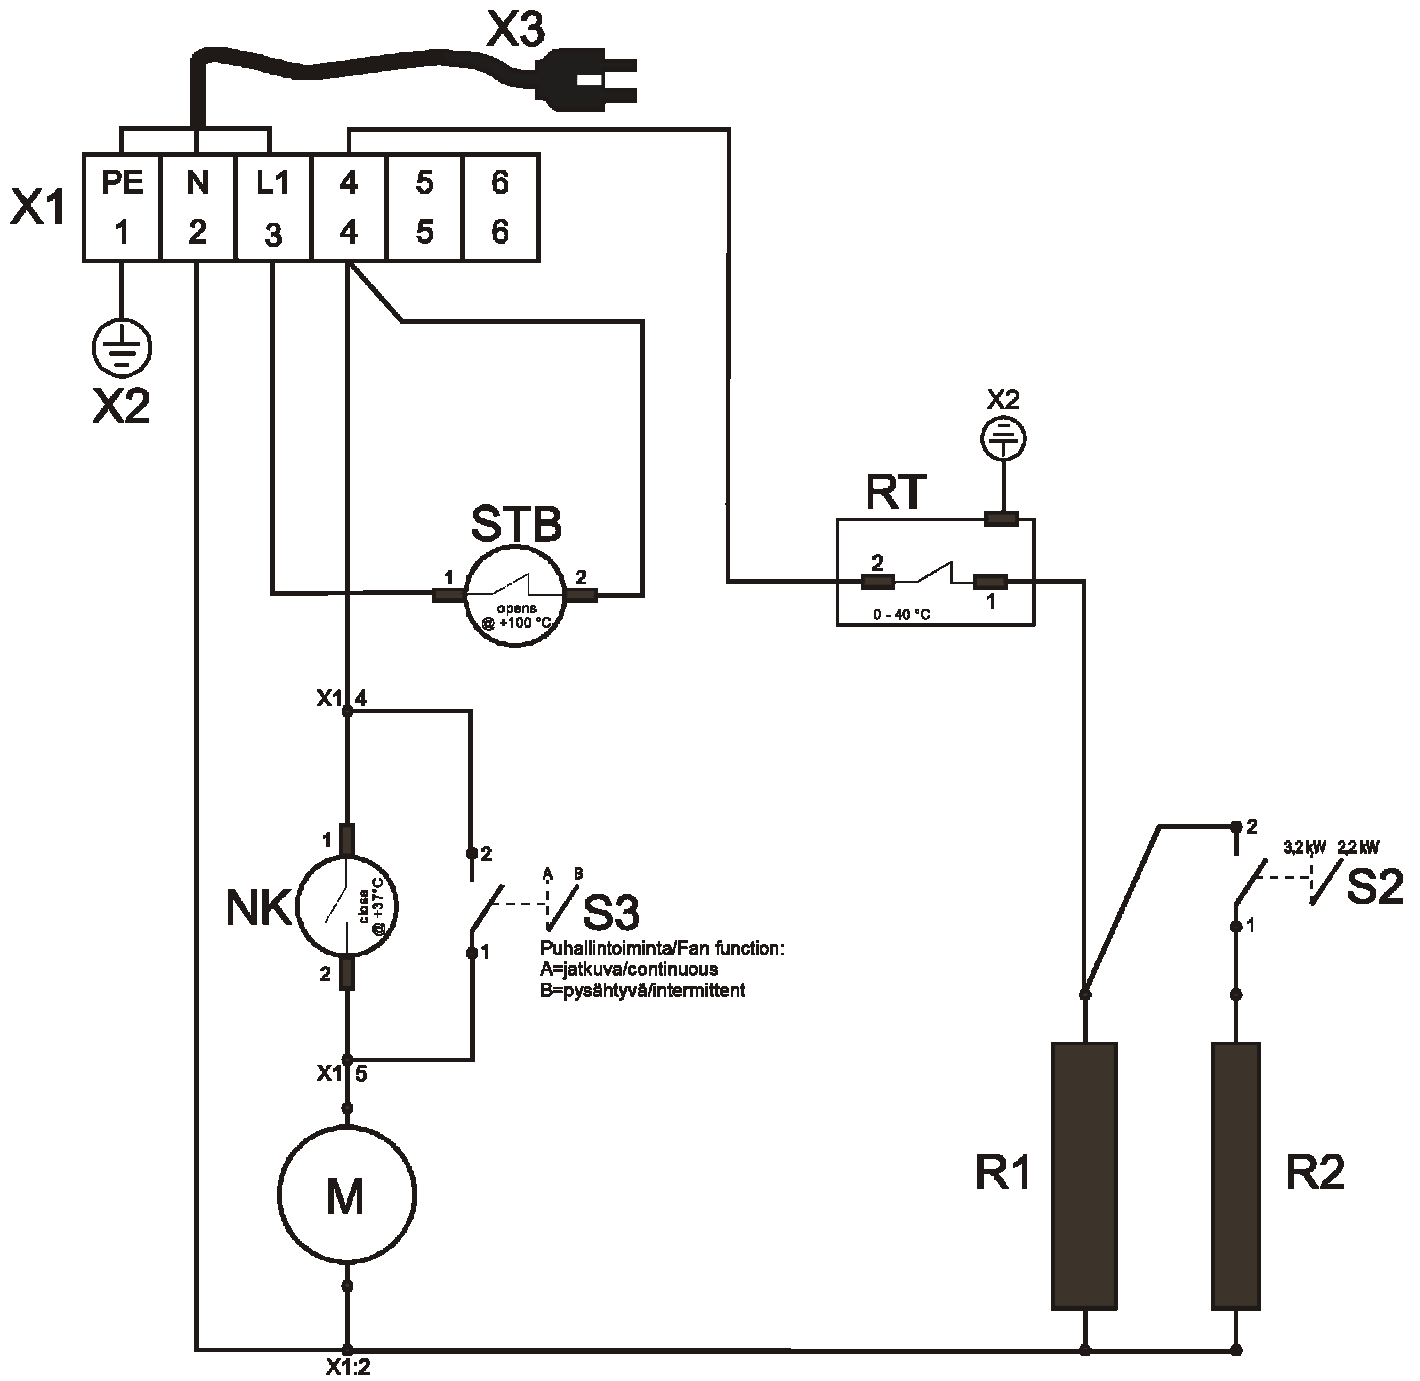 X3
PE N L1 4 5 6
X1
1 2 3 4 5 6
X2
X2
RT
STB
1 2
opens
@ +100 °C
2
1
0 - 40 °C
X1 4
1
2
NK
close
@ +37°C
2
1
A B
S3
Puhallintoiminta/Fan function:
A=jatkuva/continuous
B=pysähtyvä/intermittent
X1 5
M
X1:2
2
3,2 kW 2,2 kW
S2
1
R1
R2